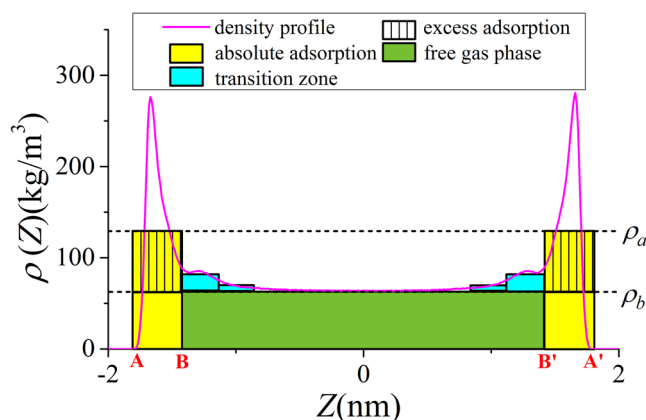 density profile
excess adsorption
absolute adsorption
free gas phase
transition zone
ρ (Z)(kg/m³)
300
200
100
0
ρa
ρb
A
B
B'
A'
-2
0
2
Z(nm)